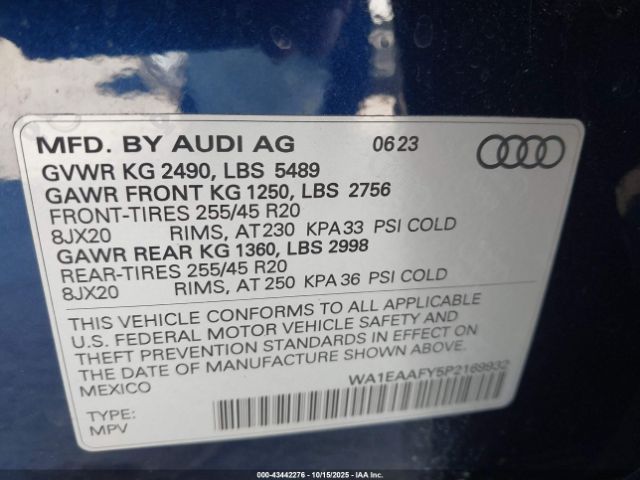 MFD. BY AUDI AG 0623
GVWR KG 2490, LBS 5489
GAWR FRONT KG 1250, LBS 2756
FRONT-TIRES 255/45 R20
8JX20 RIMS, AT 230 KPA 33 PSI COLD
GAWR REAR KG 1360, LBS 2998
REAR-TIRES 255/45 R20
8JX20 RIMS, AT 250 KPA 36 PSI COLD
THIS VEHICLE CONFORMS TO ALL APPLICABLE
U.S. FEDERAL MOTOR VEHICLE SAFETY AND
THEFT PREVENTION STANDARDS IN EFFECT ON
THE DATE OF MANUFACTURE SHOWN ABOVE.
MEXICO
WA1EAAFY5P2169932
TYPE:
MPV
000-43442276 | 10/15/2025 | IAA Inc.